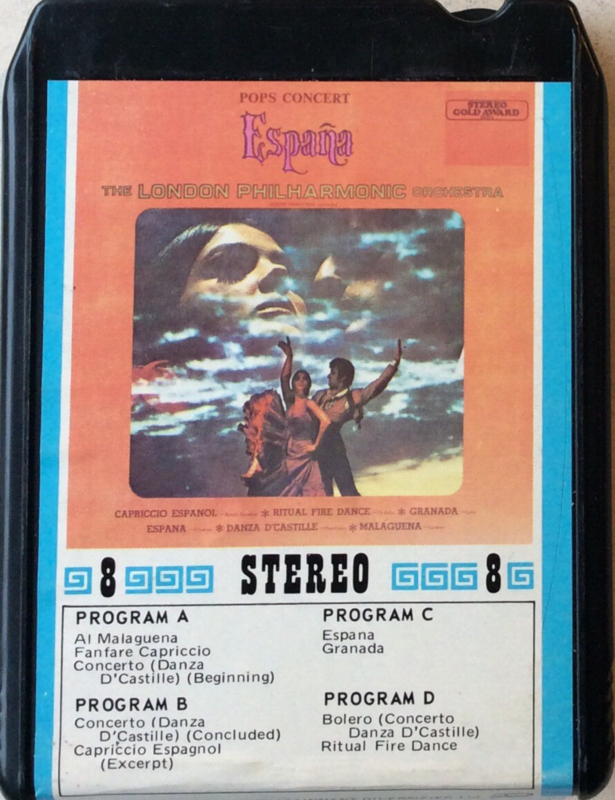 POPS CONCERT
STEREO
GOLD AWARD
España
THE LONDON PHILHARMONIC ORCHESTRA
CAPRICCIO ESPANOL * RITUAL FIRE DANCE * GRANADA
ESPANA * DANZA D'CASTILLE * MALAGUENA
8 STEREO 8
PROGRAM A
Al Malaguena
Fanfare Capriccio
Concerto (Danza
D'Castille) (Beginning)
PROGRAM B
Concerto (Danza
D'Castille) (Concluded)
Capriccio Espagnol
(Excerpt)
PROGRAM C
Espana
Granada
PROGRAM D
Bolero (Concerto
Danza D'Castille)
Ritual Fire Dance